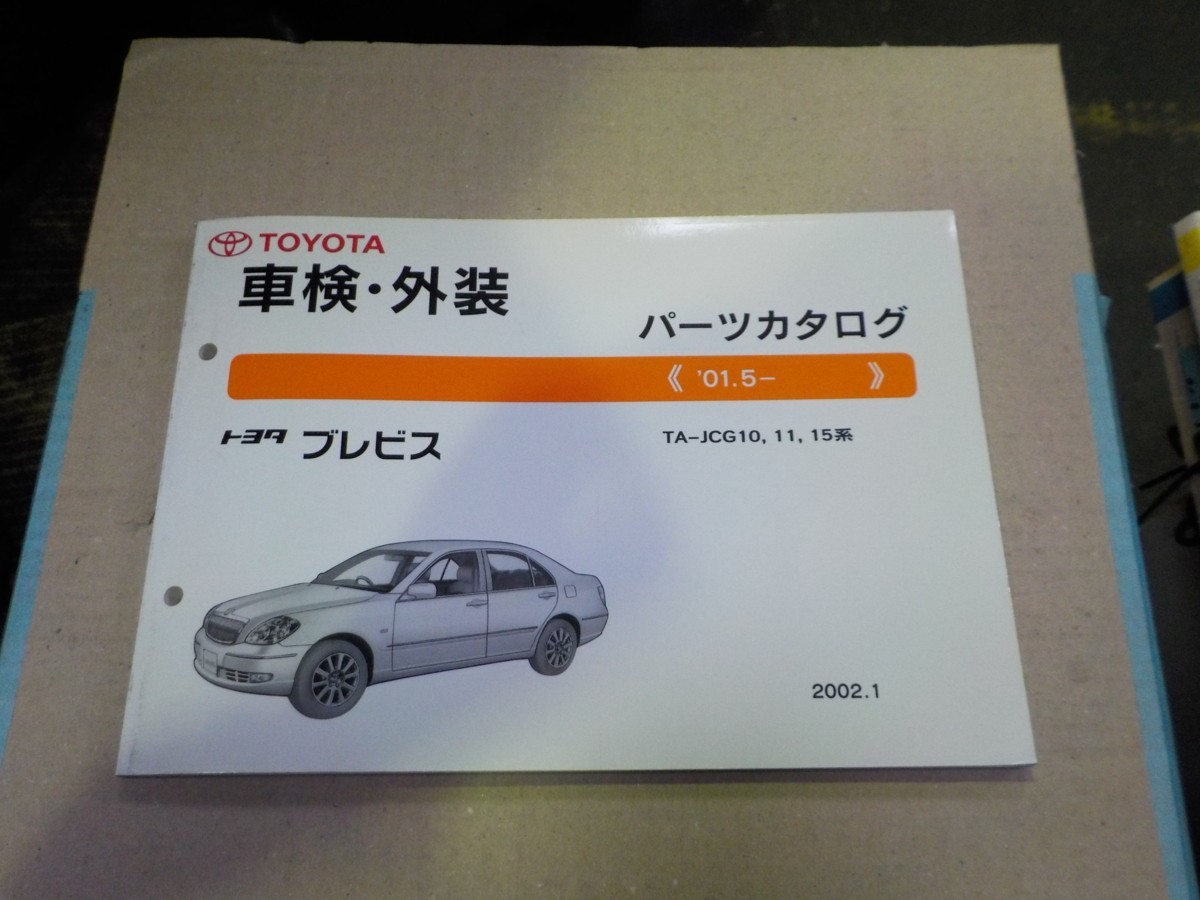 TOYOTA
車検・外装
パーツカタログ
《 '01.5− 》
トヨタ ブレビス
TA−JCG10, 11, 15系
2002.1